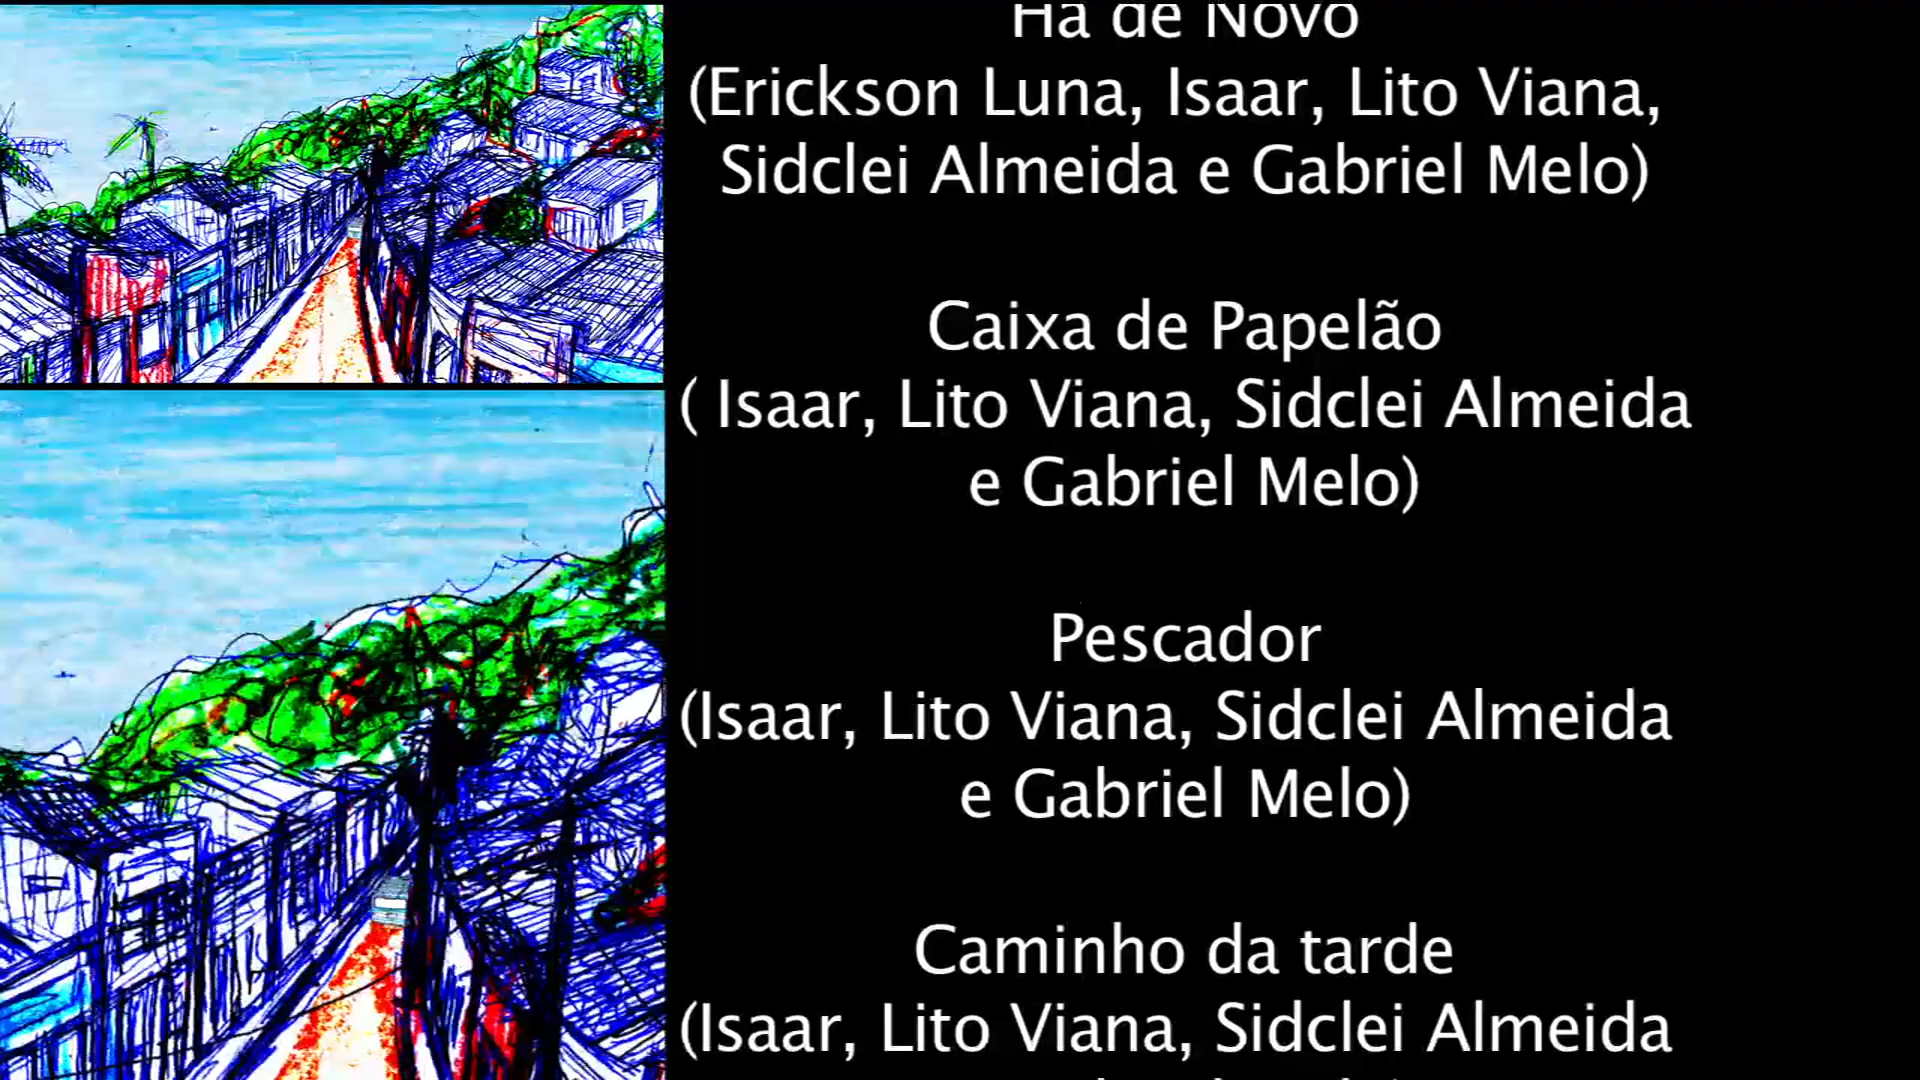 Há de Novo
(Erickson Luna, Isaar, Lito Viana,
Sidclei Almeida e Gabriel Melo)
Caixa de Papelão
( Isaar, Lito Viana, Sidclei Almeida
e Gabriel Melo)
Pescador
(Isaar, Lito Viana, Sidclei Almeida
e Gabriel Melo)
Caminho da tarde
(Isaar, Lito Viana, Sidclei Almeida